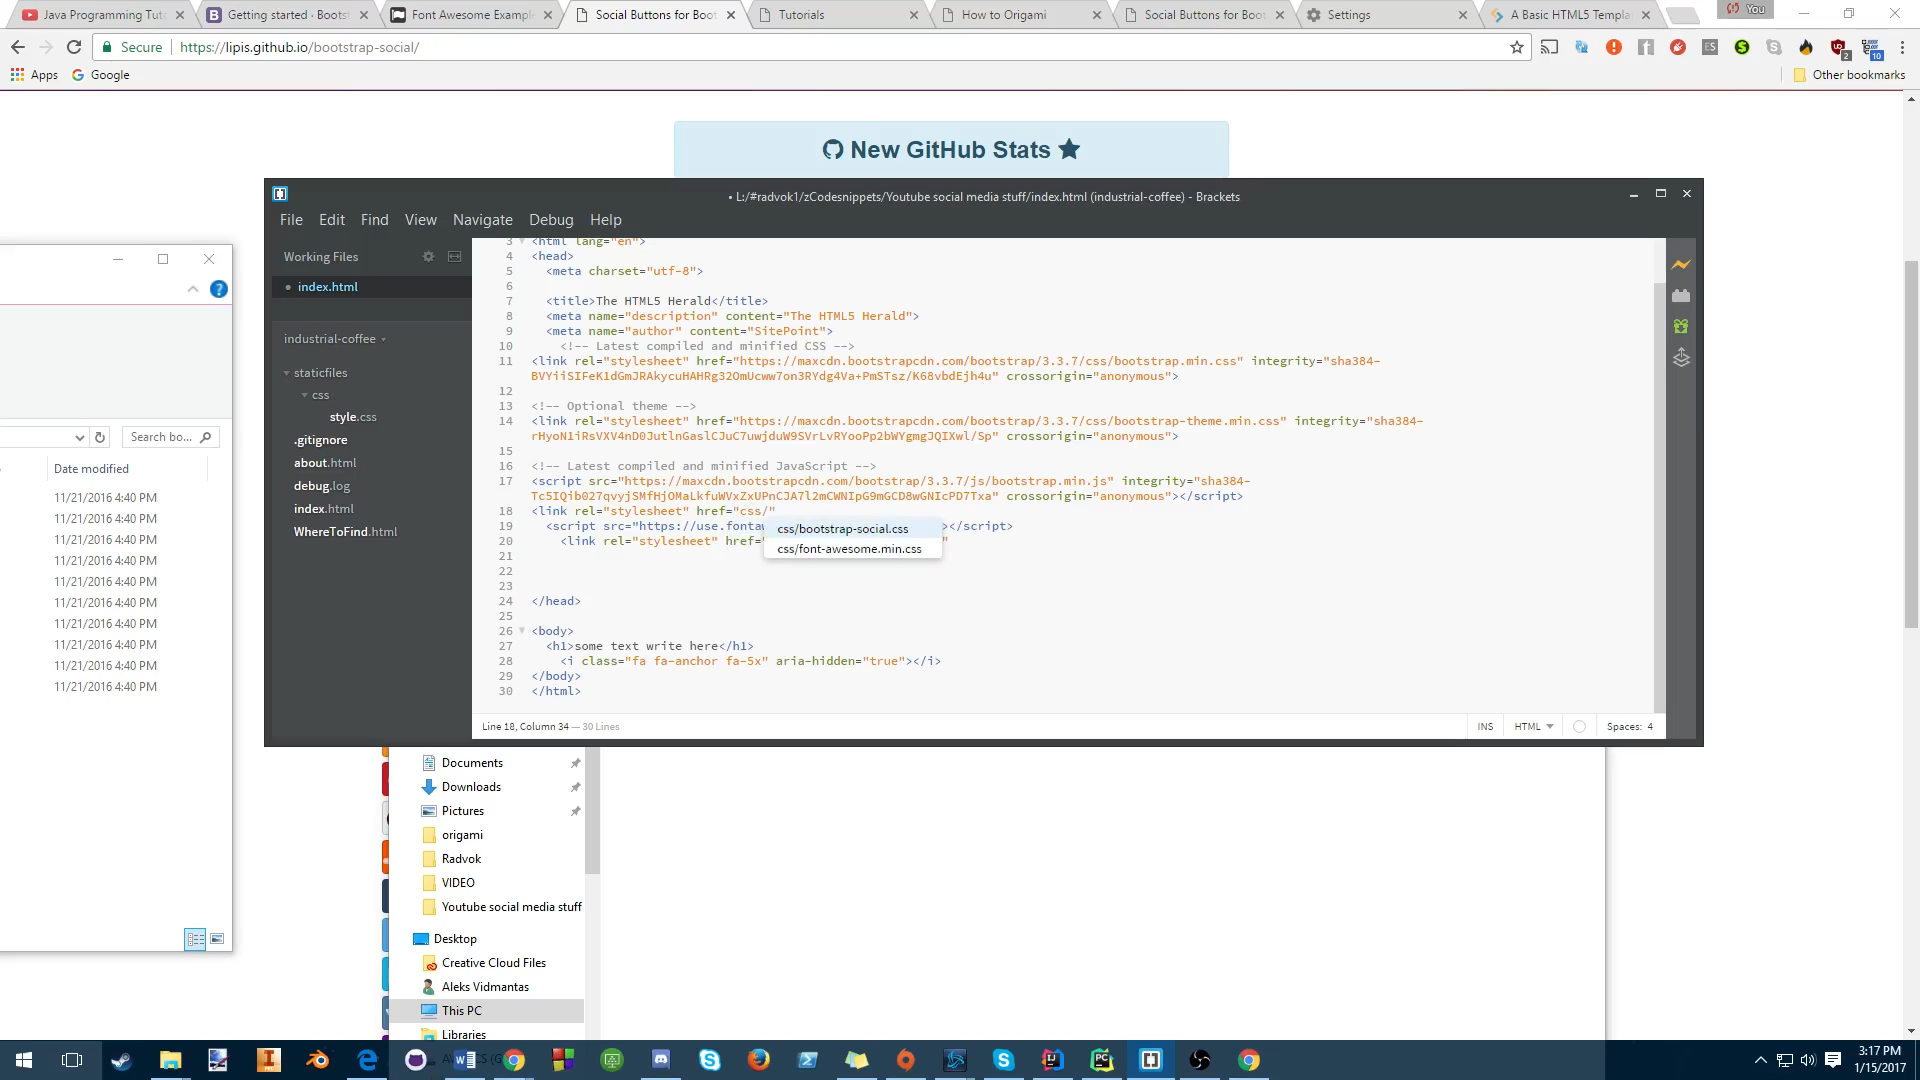 Java Programming Tuto
Getting started · Bootst
Font Awesome Example
Social Buttons for Boot
Tutorials
How to Origami
Social Buttons for Boot
Settings
A Basic HTML5 Templa
You
Secure
https://lipis.github.io/bootstrap-social/
Apps
Google
Other bookmarks
New GitHub Stats
• L:/#radvok1/zCodesnippets/Youtube social media stuff/index.html (industrial-coffee) - Brackets
File Edit Find View Navigate Debug Help
Working Files
index.html
industrial-coffee
staticfiles
css
style.css
.gitignore
about.html
debug.log
index.html
WhereToFind.html
3 <html lang="en">
4 <head>
5 <meta charset="utf-8">
6
7 <title>The HTML5 Herald</title>
8 <meta name="description" content="The HTML5 Herald">
9 <meta name="author" content="SitePoint">
10 <!-- Latest compiled and minified CSS -->
11 <link rel="stylesheet" href="https://maxcdn.bootstrapcdn.com/bootstrap/3.3.7/css/bootstrap.min.css" integrity="sha384-
BVYiiSIFeK1dGmJRAkycuHAHRg32OmUcww7on3RYdg4Va+PmSTsz/K68vbdEjh4u" crossorigin="anonymous">
12
13 <!-- Optional theme -->
14 <link rel="stylesheet" href="https://maxcdn.bootstrapcdn.com/bootstrap/3.3.7/css/bootstrap-theme.min.css" integrity="sha384-
rHyoN1iRsVXV4nD0JutlnGaslCJuC7uwjduW9SVrLvRYooPp2bWYgmgJQIXwl/Sp" crossorigin="anonymous">
15
16 <!-- Latest compiled and minified JavaScript -->
17 <script src="https://maxcdn.bootstrapcdn.com/bootstrap/3.3.7/js/bootstrap.min.js" integrity="sha384-
Tc5IQib027qvyjSMfHjOMaLkfuWVxZxUPnCJA7l2mCWNIpG9mGCD8wGNIcPD7Txa" crossorigin="anonymous"></script>
18 <link rel="stylesheet" href="css/"
19 <script src="https://use.fontaw ></script>
20 <link rel="stylesheet" href=" "
css/bootstrap-social.css
css/font-awesome.min.css
21
22
23
24 </head>
25
26 <body>
27 <h1>some text write here</h1>
28 <i class="fa fa-anchor fa-5x" aria-hidden="true"></i>
29 </body>
30 </html>
Line 18, Column 34 — 30 Lines
INS HTML Spaces: 4
Search bo...
Date modified
11/21/2016 4:40 PM
11/21/2016 4:40 PM
11/21/2016 4:40 PM
11/21/2016 4:40 PM
11/21/2016 4:40 PM
11/21/2016 4:40 PM
11/21/2016 4:40 PM
11/21/2016 4:40 PM
11/21/2016 4:40 PM
11/21/2016 4:40 PM
Documents
Downloads
Pictures
origami
Radvok
VIDEO
Youtube social media stuff
Desktop
Creative Cloud Files
Aleks Vidmantas
This PC
Libraries
3:17 PM
1/15/2017